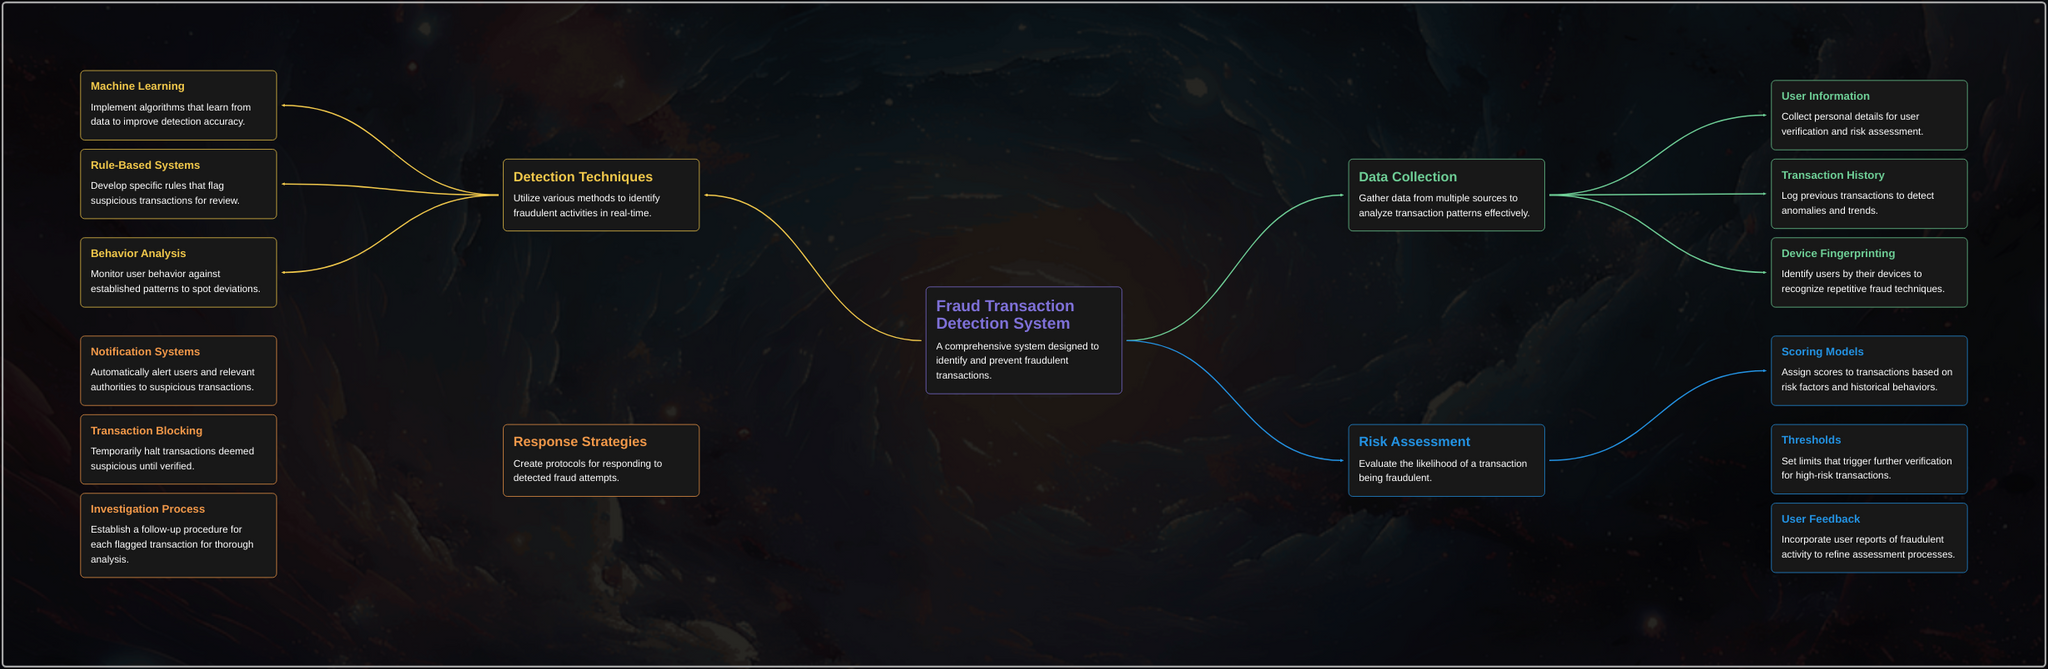 Machine Learning
Implement algorithms that learn from
data to improve detection accuracy.
Rule-Based Systems
Develop specific rules that flag
suspicious transactions for review.
Behavior Analysis
Monitor user behavior against
established patterns to spot deviations.
Notification Systems
Automatically alert users and relevant
authorities to suspicious transactions.
Transaction Blocking
Temporarily halt transactions deemed
suspicious until verified.
Investigation Process
Establish a follow-up procedure for
each flagged transaction for thorough
analysis.
Detection Techniques
Utilize various methods to identify
fraudulent activities in real-time.
Response Strategies
Create protocols for responding to
detected fraud attempts.
Fraud Transaction
Detection System
A comprehensive system designed to
identify and prevent fraudulent
transactions.
Data Collection
Gather data from multiple sources to
analyze transaction patterns effectively.
Risk Assessment
Evaluate the likelihood of a transaction
being fraudulent.
User Information
Collect personal details for user
verification and risk assessment.
Transaction History
Log previous transactions to detect
anomalies and trends.
Device Fingerprinting
Identify users by their devices to
recognize repetitive fraud techniques.
Scoring Models
Assign scores to transactions based on
risk factors and historical behaviors.
Thresholds
Set limits that trigger further verification
for high-risk transactions.
User Feedback
Incorporate user reports of fraudulent
activity to refine assessment processes.